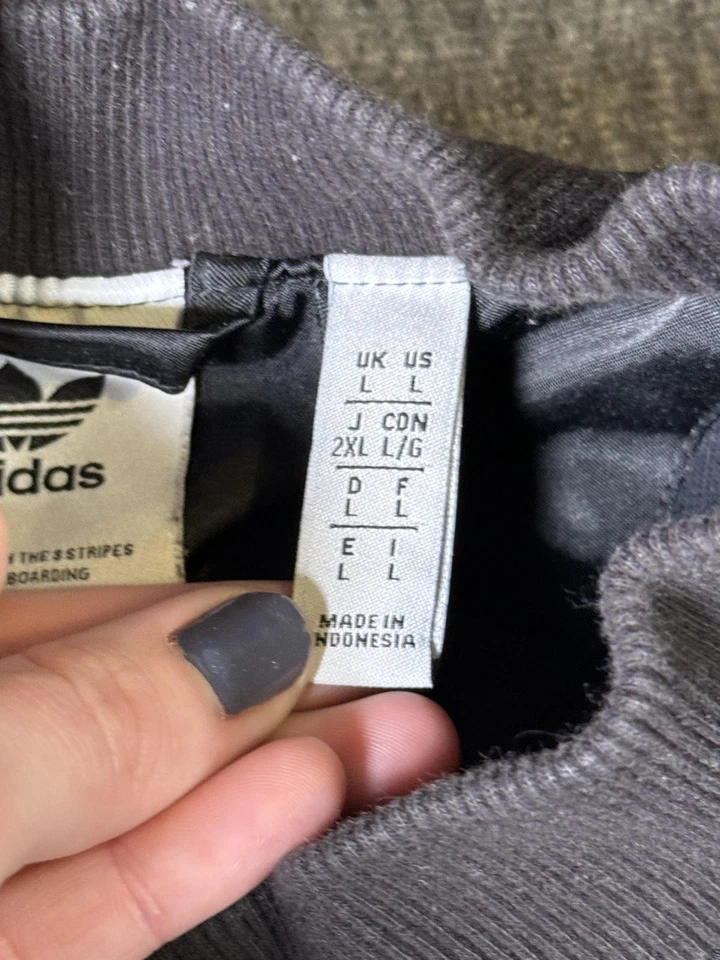 idas
THE 3 STRIPES
BOARDING
UK US
L L
J CDN
2XL L/G
D F
L L
E I
L L
MADE IN
NDONESIA